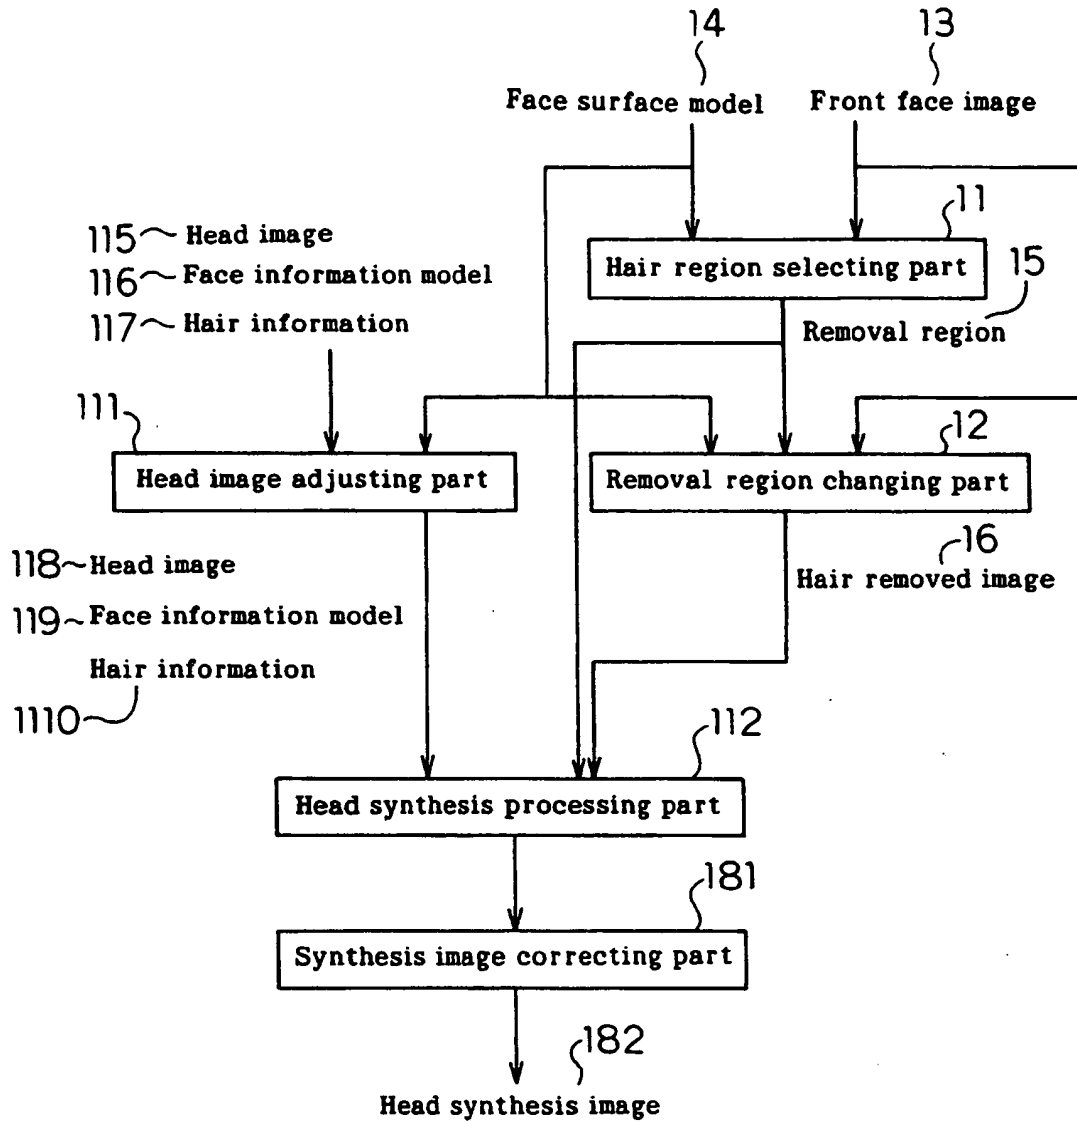 14 13
Face surface model Front face image
11
115 Head image
116 Face information model
Hair region selecting part
15
117 Hair information
Removal region
111
12
Head image adjusting part
Removal region changing part
16
118 Head image
Hair removed image
119 Face information model
Hair information
1110
112
Head synthesis processing part
181
Synthesis image correcting part
182
Head synthesis image